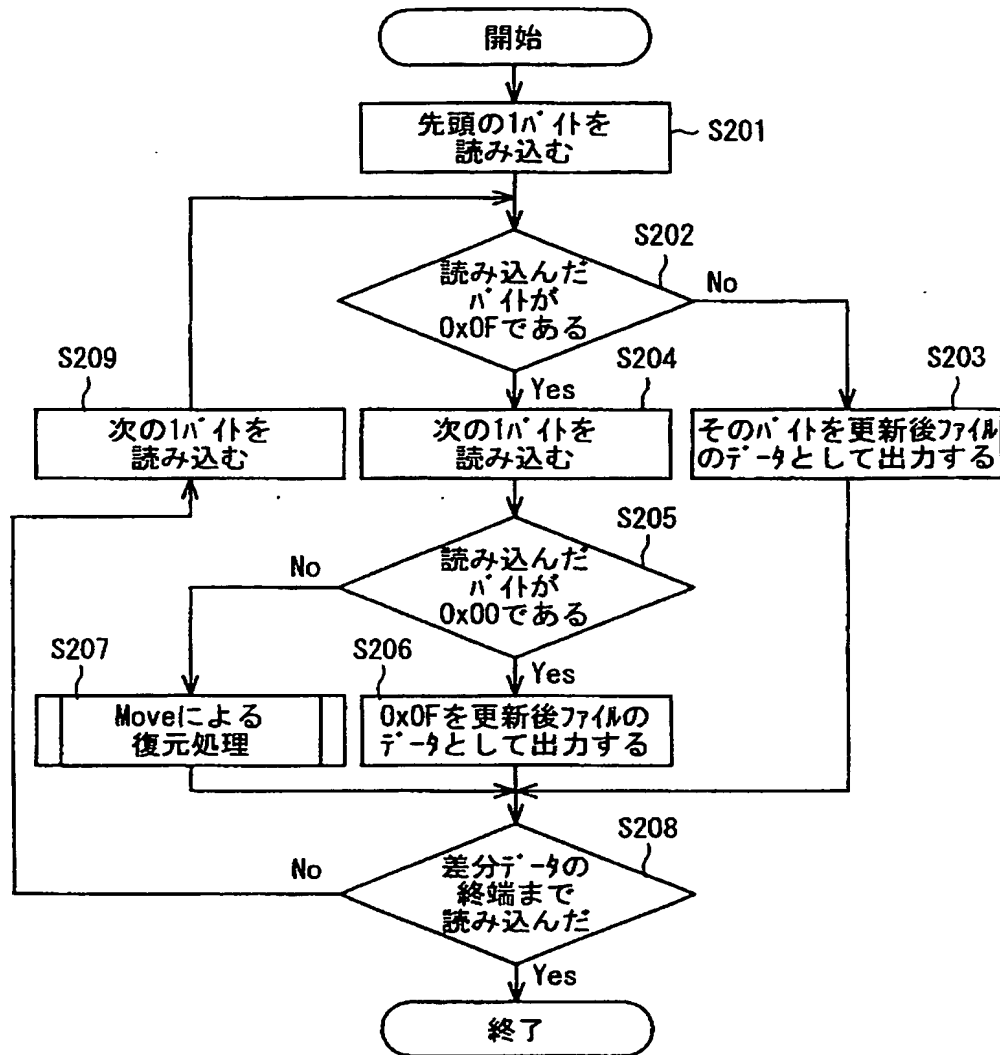 開始
先頭の1バイトを
読み込む
S201
S202
読み込んだ
バイトが
0x0Fである
No
Yes
S209
次の1バイトを
読み込む
S204
次の1バイトを
読み込む
S203
そのバイトを更新後ファイル
のデータとして出力する
S205
読み込んだ
バイトが
0x00である
No
Yes
S207
Moveによる
復元処理
S206
0x0Fを更新後ファイルの
データとして出力する
S208
差分データの
終端まで
読み込んだ
No
Yes
終了